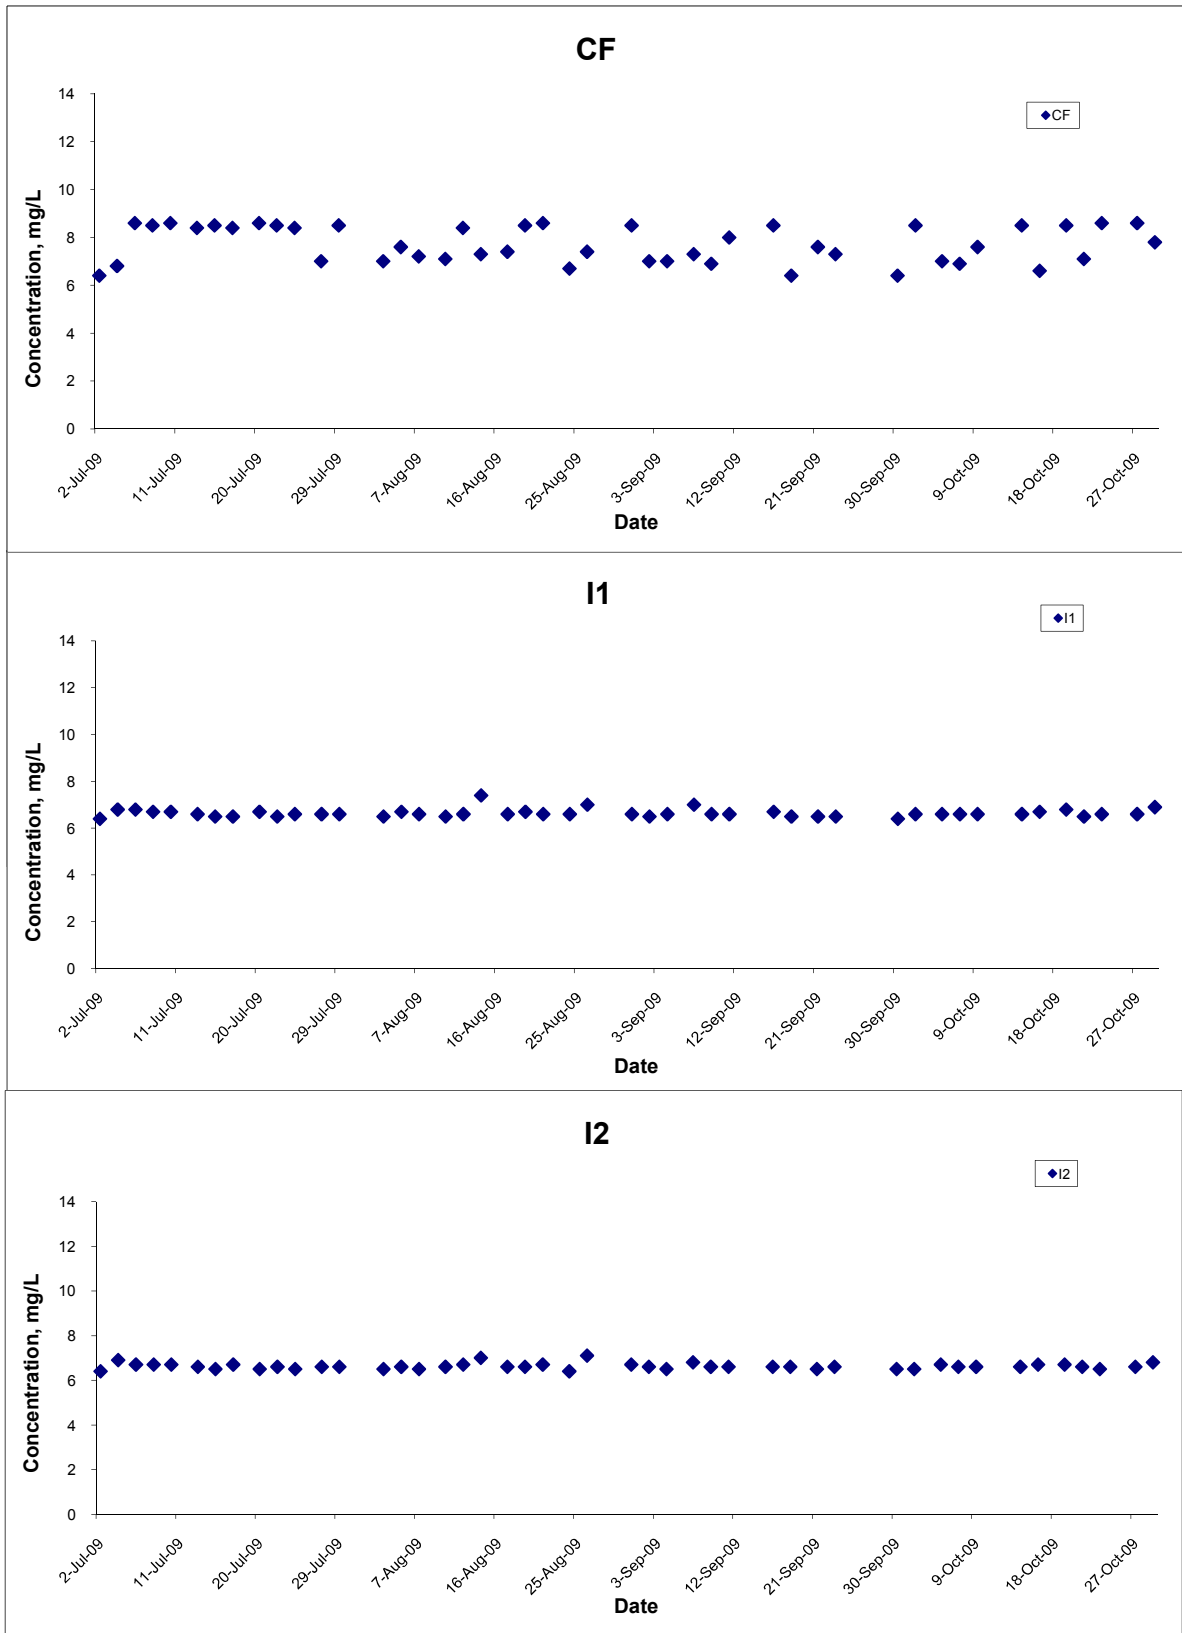 CF
14
CF
12
10
8
6
4
2
0
Concentration, mg/L
2-Jul-09 11-Jul-09 20-Jul-09 29-Jul-09 7-Aug-09 16-Aug-09 25-Aug-09 3-Sep-09 12-Sep-09 21-Sep-09 30-Sep-09 9-Oct-09 18-Oct-09 27-Oct-09
Date
I1
I1
14
12
10
8
6
4
2
0
Concentration, mg/L
2-Jul-09 11-Jul-09 20-Jul-09 29-Jul-09 7-Aug-09 16-Aug-09 25-Aug-09 3-Sep-09 12-Sep-09 21-Sep-09 30-Sep-09 9-Oct-09 18-Oct-09 27-Oct-09
Date
I2
I2
14
12
10
8
6
4
2
0
Concentration, mg/L
2-Jul-09 11-Jul-09 20-Jul-09 29-Jul-09 7-Aug-09 16-Aug-09 25-Aug-09 3-Sep-09 12-Sep-09 21-Sep-09 30-Sep-09 9-Oct-09 18-Oct-09 27-Oct-09
Date